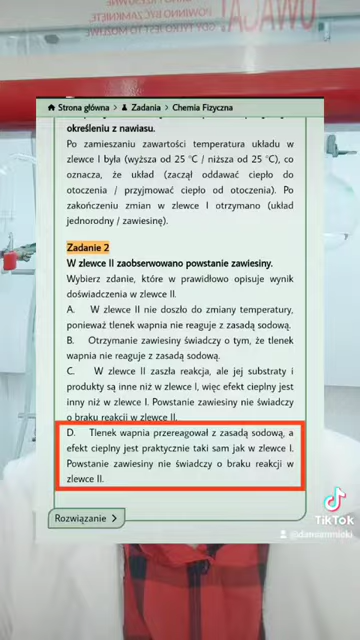 UWAGA!
Strona główna > Zadania > Chemia Fizyczna
określeniu z nawiasu.
Po zamieszaniu zawartości temperatura układu w
zlewce I była (wyższa od 25 °C / niższa od 25 °C), co
oznacza, że układ (zaczął oddawać ciepło do
otoczenia / przyjmować ciepło od otoczenia). Po
zakończeniu zmian w zlewce I otrzymano (układ
jednorodny / zawiesinę).
Zadanie 2
W zlewce II zaobserwowano powstanie zawiesiny.
Wybierz zdanie, które w prawidłowo opisuje wynik
doświadczenia w zlewce II.
A. W zlewce II nie doszło do zmiany temperatury,
ponieważ tlenek wapnia nie reaguje z zasadą sodową.
B. Otrzymanie zawiesiny świadczy o tym, że tlenek
wapnia nie reaguje z zasadą sodową.
C. W zlewce II zaszła reakcja, ale jej substraty i
produkty są inne niż w zlewce I, więc efekt cieplny jest
inny niż w zlewce I. Powstanie zawiesiny nie świadczy
o braku reakcji w zlewce II.
D. Tlenek wapnia przereagował z zasadą sodową, a
efekt cieplny jest praktycznie taki sam jak w zlewce I.
Powstanie zawiesiny nie świadczy o braku reakcji w
zlewce II.
Rozwiązanie >
TikTok
@damianmicki